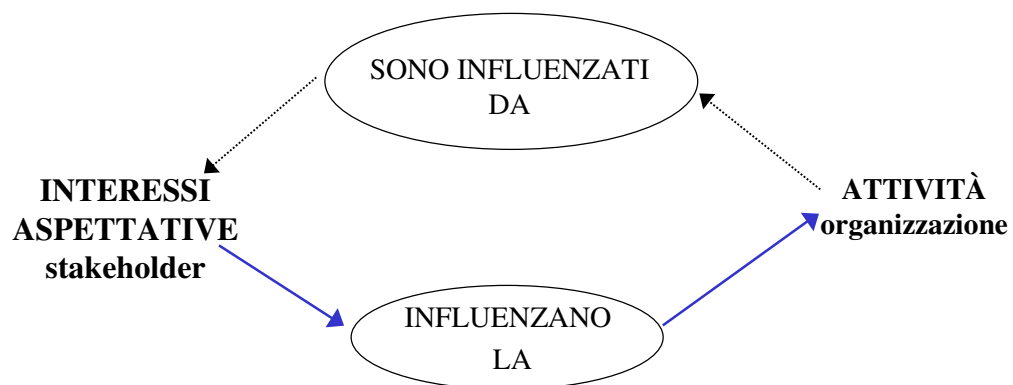 SONO INFLUENZATI
DA
INTERESSI
ASPETTATIVE
stakeholder
ATTIVITÀ
organizzazione
INFLUENZANO
LA